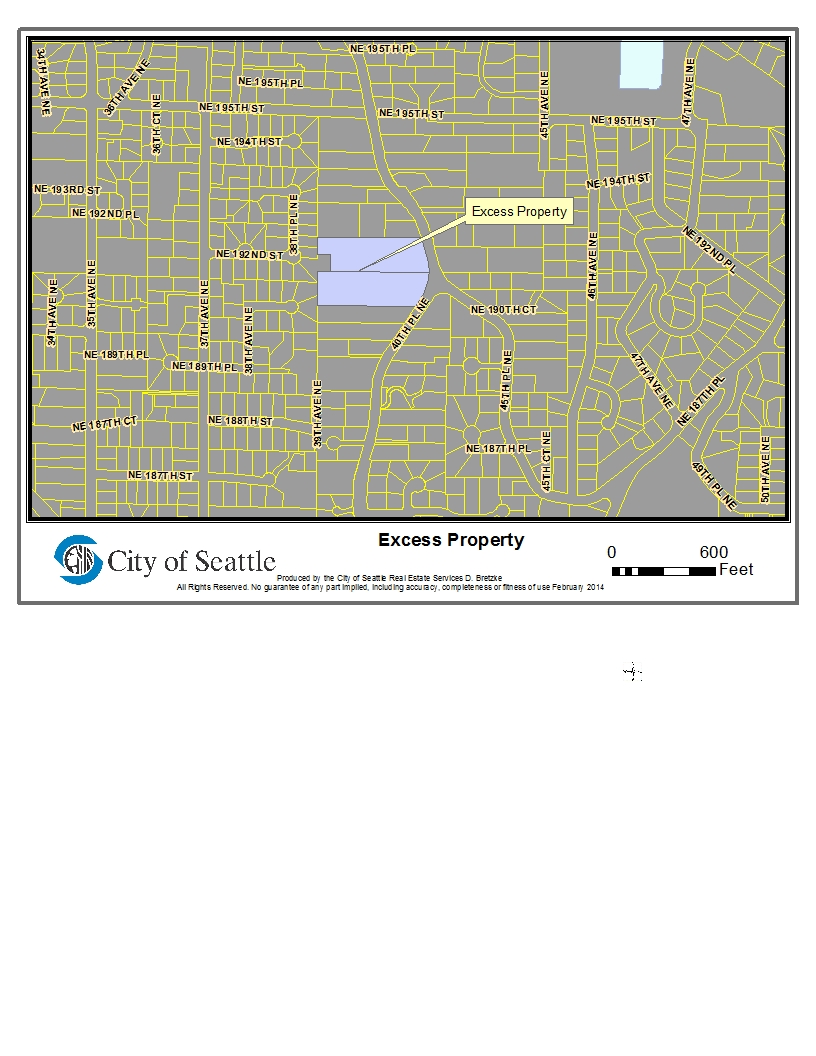 NE 195TH PL
34TH AVE NE
36TH AVE NE
NE 195TH PL
45TH AVE NE
47TH AVE NE
36TH CT NE
NE 195TH ST
NE 195TH ST
NE 195TH ST
NE 194TH ST
NE 194TH ST
NE 193RD ST
38TH PL NE
NE 192ND PL
Excess Property
NE 192ND ST
NE 192ND PL
46TH AVE NE
34TH AVE NE
35TH AVE NE
37TH AVE NE
38TH AVE NE
40TH PL NE
NE 190TH CT
NE 189TH PL
NE 189TH PL
45TH PL NE
47TH AVE NE
NE 187TH PL
39TH AVE NE
NE 187TH CT
NE 188TH ST
NE 187TH PL
45TH CT NE
NE 187TH ST
49TH PL NE
50TH AVE NE
Excess Property
City of Seattle
0 600
Feet
Produced by the City of Seattle Real Estate Services D. Bretzke
All Rights Reserved. No guarantee of any part implied, including accuracy, completeness or fitness of use February 2014